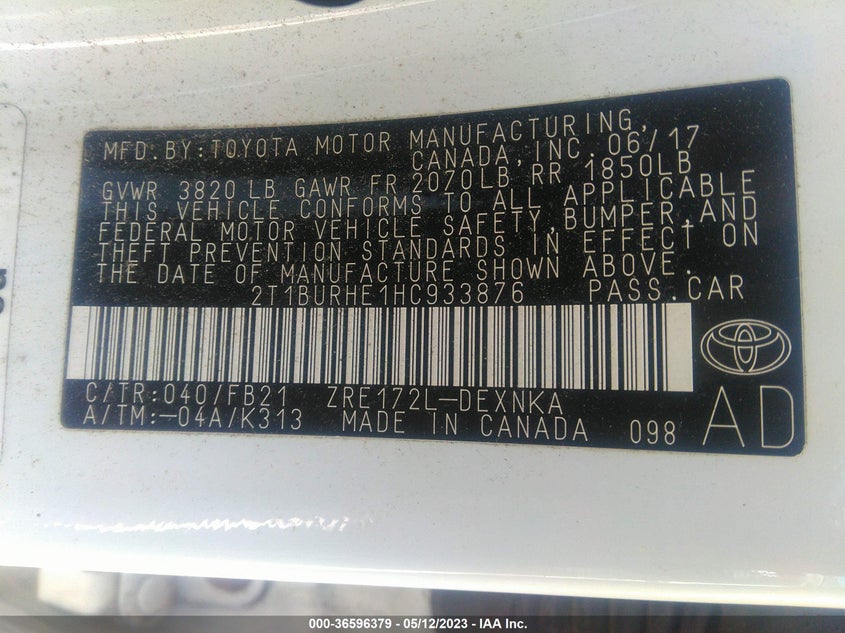 MFD.BY:TOYOTA MOTOR MANUFACTURING,
CANADA,INC. 06/17
GVWR 3820 LB GAWR FR 2070LB RR 1850LB
THIS VEHICLE CONFORMS TO ALL APPLICABLE
FEDERAL MOTOR VEHICLE SAFETY,BUMPER,AND
THEFT PREVENTION STANDARDS IN EFFECT ON
THE DATE OF MANUFACTURE SHOWN ABOVE.
2T1BURHE1HC933876 PASS.CAR
C/TR:040/FB21 ZRE172L-DEXNKA
A/TM:-04A/K313 MADE IN CANADA 098 AD
000-36596379 - 05/12/2023 - IAA Inc.